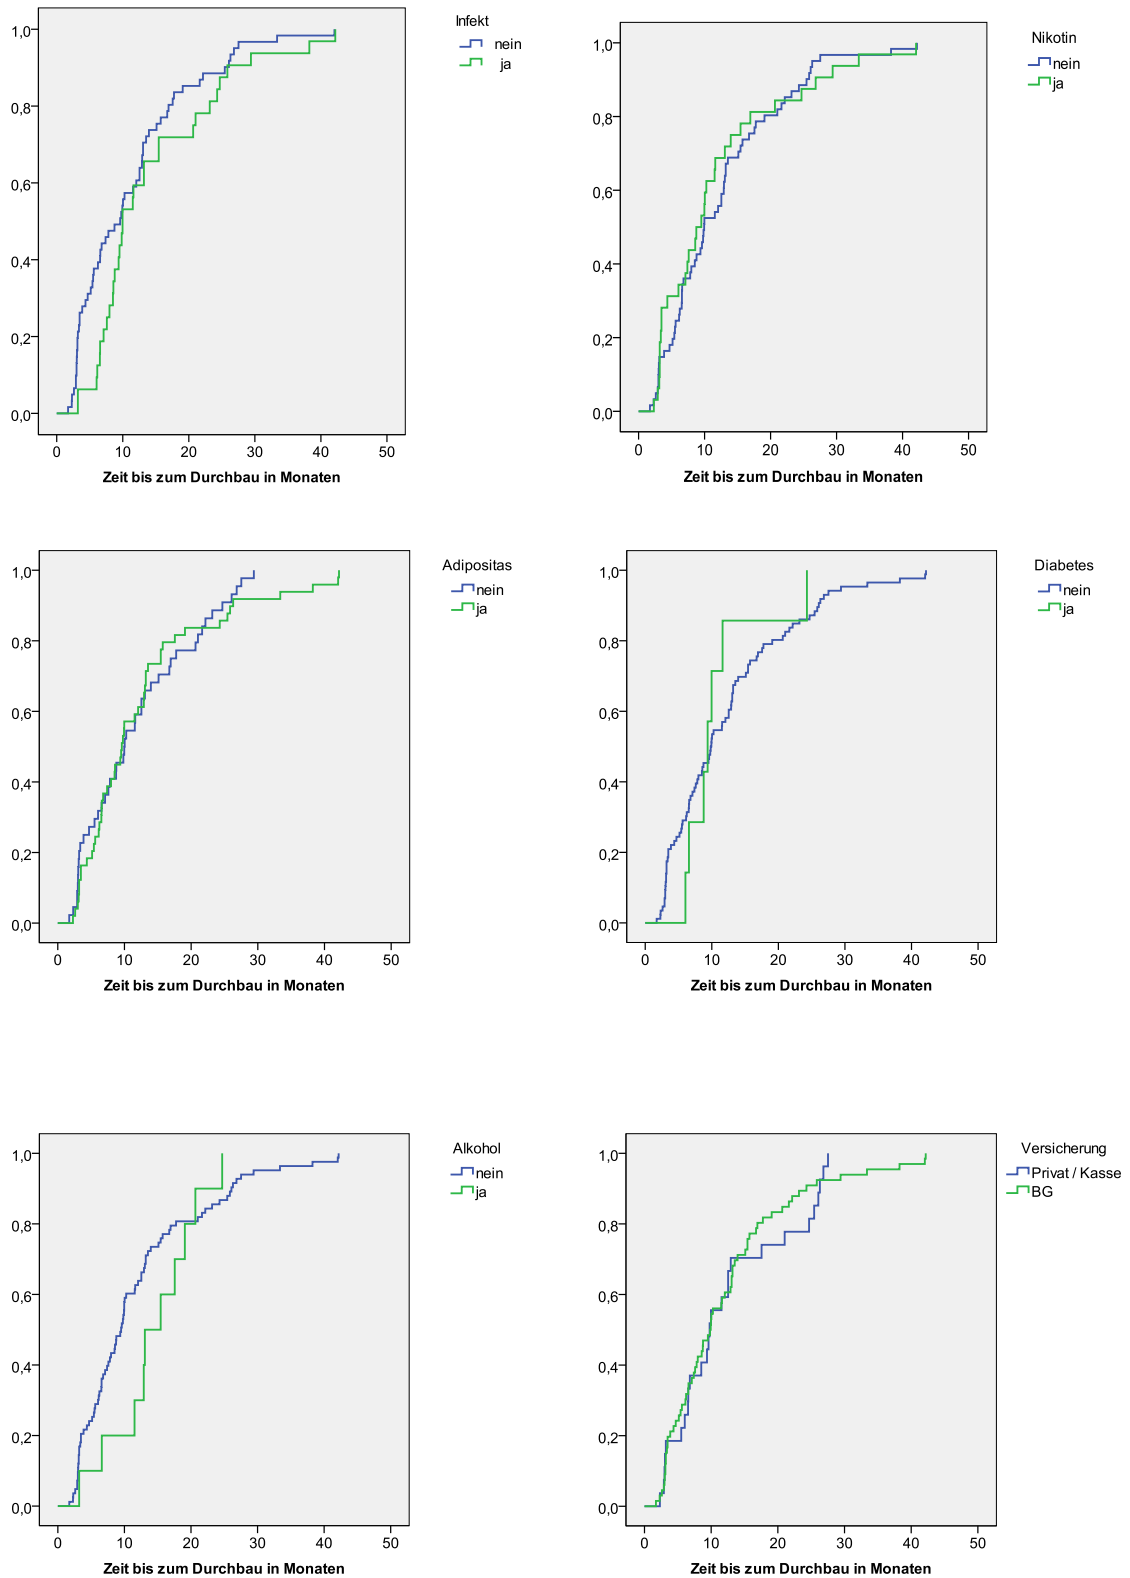 Infekt
nein
ja
1,0
0,8
0,6
0,4
0,2
0,0
0 10 20 30 40 50
Zeit bis zum Durchbau in Monaten
Nikotin
nein
ja
1,0
0,8
0,6
0,4
0,2
0,0
0 10 20 30 40 50
Zeit bis zum Durchbau in Monaten
Adipositas
nein
ja
1,0
0,8
0,6
0,4
0,2
0,0
0 10 20 30 40 50
Zeit bis zum Durchbau in Monaten
Diabetes
nein
ja
1,0
0,8
0,6
0,4
0,2
0,0
0 10 20 30 40 50
Zeit bis zum Durchbau in Monaten
Alkohol
nein
ja
1,0
0,8
0,6
0,4
0,2
0,0
0 10 20 30 40 50
Zeit bis zum Durchbau in Monaten
Versicherung
Privat / Kasse
BG
1,0
0,8
0,6
0,4
0,2
0,0
0 10 20 30 40 50
Zeit bis zum Durchbau in Monaten